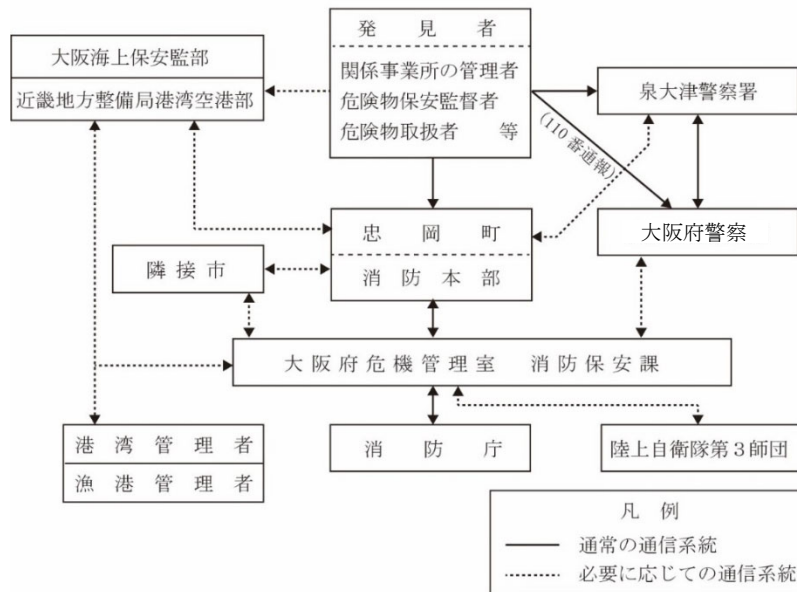 発見者
関係事業所の管理者
危険物保安監督者
危険物取扱者 等
大阪海上保安監部
近畿地方整備局港湾空港部
泉大津警察署
(110番通報)
忠岡町
消防本部
大阪府警察
隣接市
大阪府危機管理室 消防保安課
港湾管理者
漁港管理者
消防庁
陸上自衛隊第3師団
凡例
通常の通信系統
必要に応じての通信系統